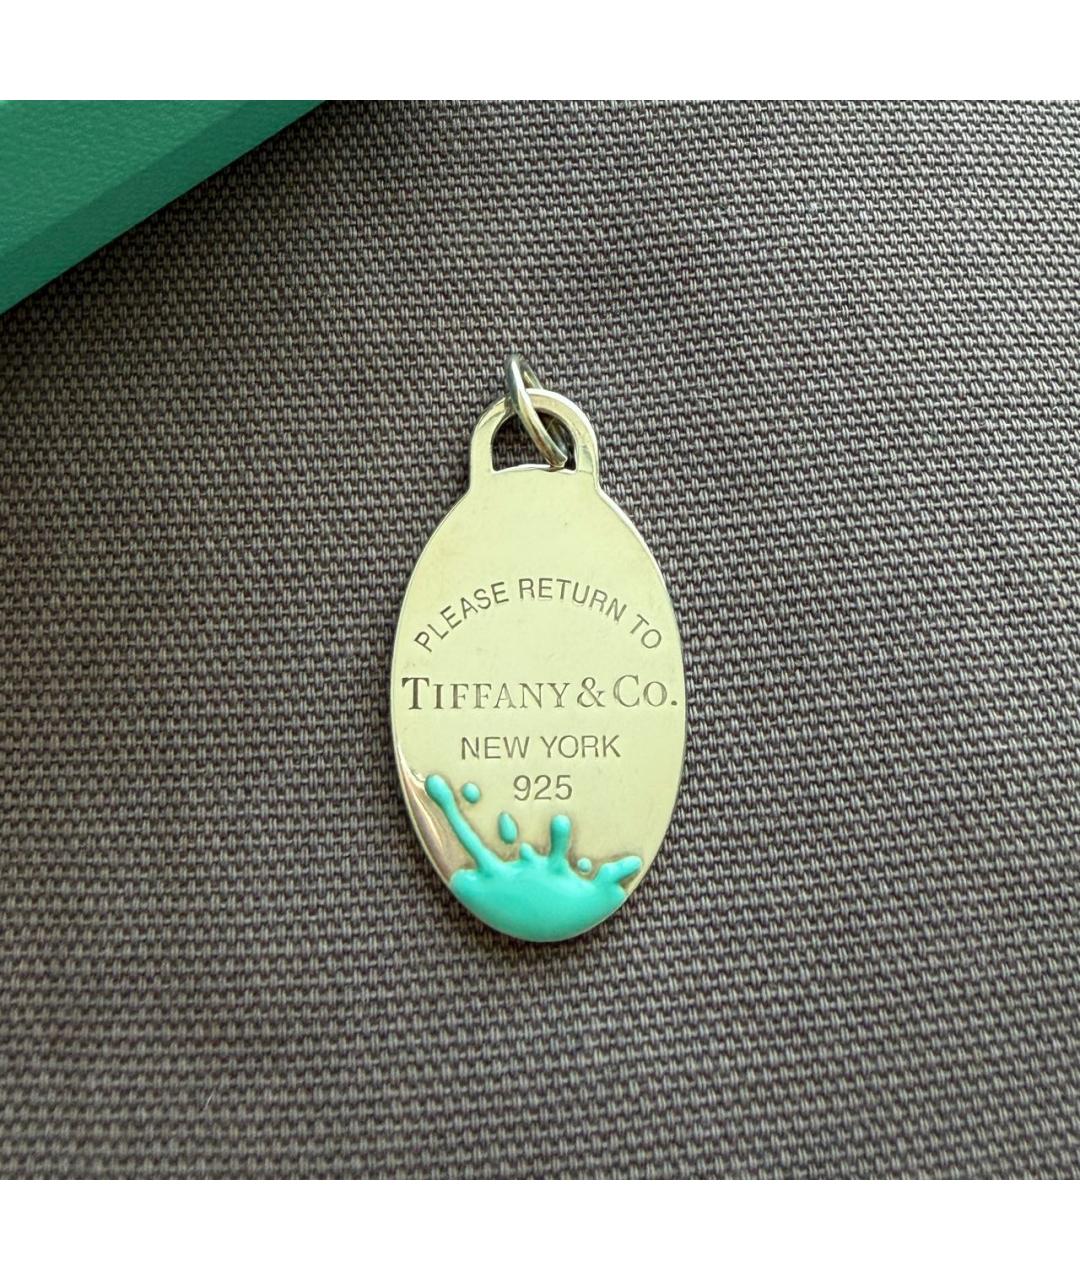 PLEASE RETURN TO
TIFFANY & CO.
NEW YORK
925